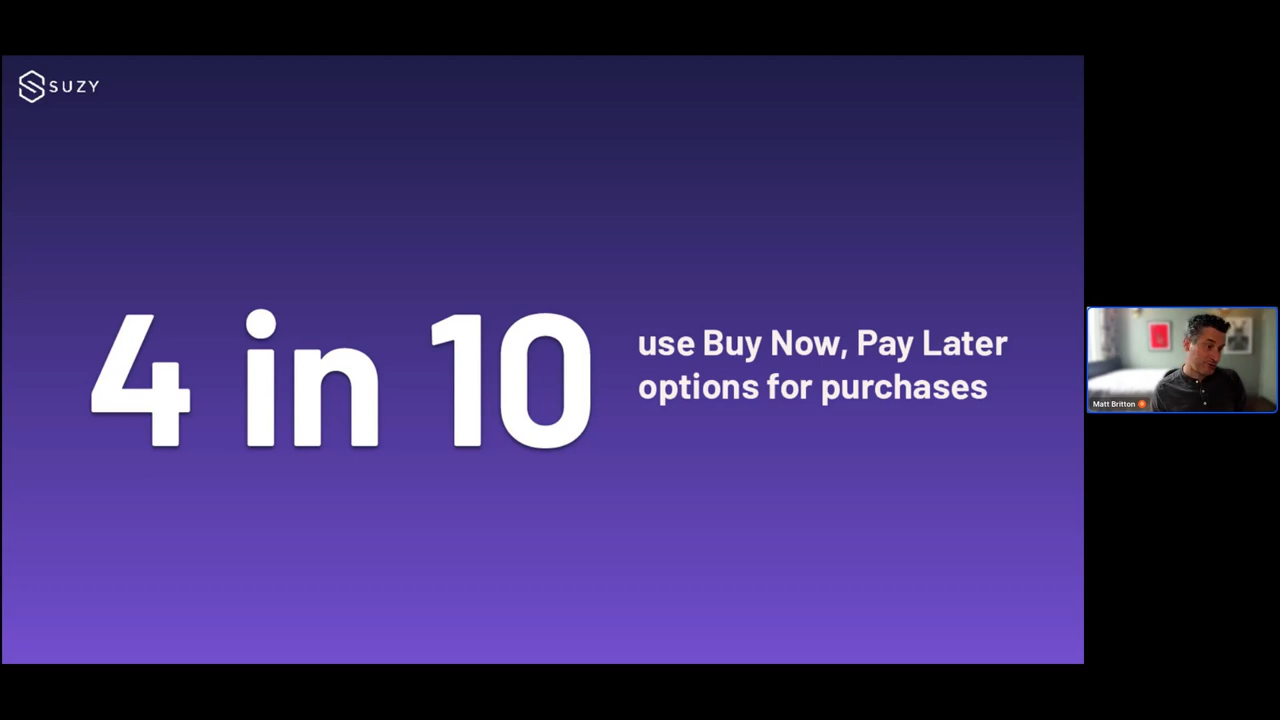 SUZY
4 in 10
use Buy Now, Pay Later
options for purchases
Matt Britton